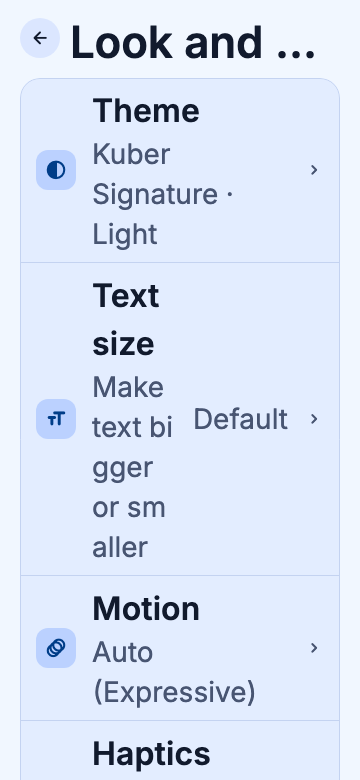 Look and ...
Theme
Kuber
Signature ·
Light
Text
size
Make
text bi
gger
or sm
aller
Default
Motion
Auto
(Expressive)
Haptics